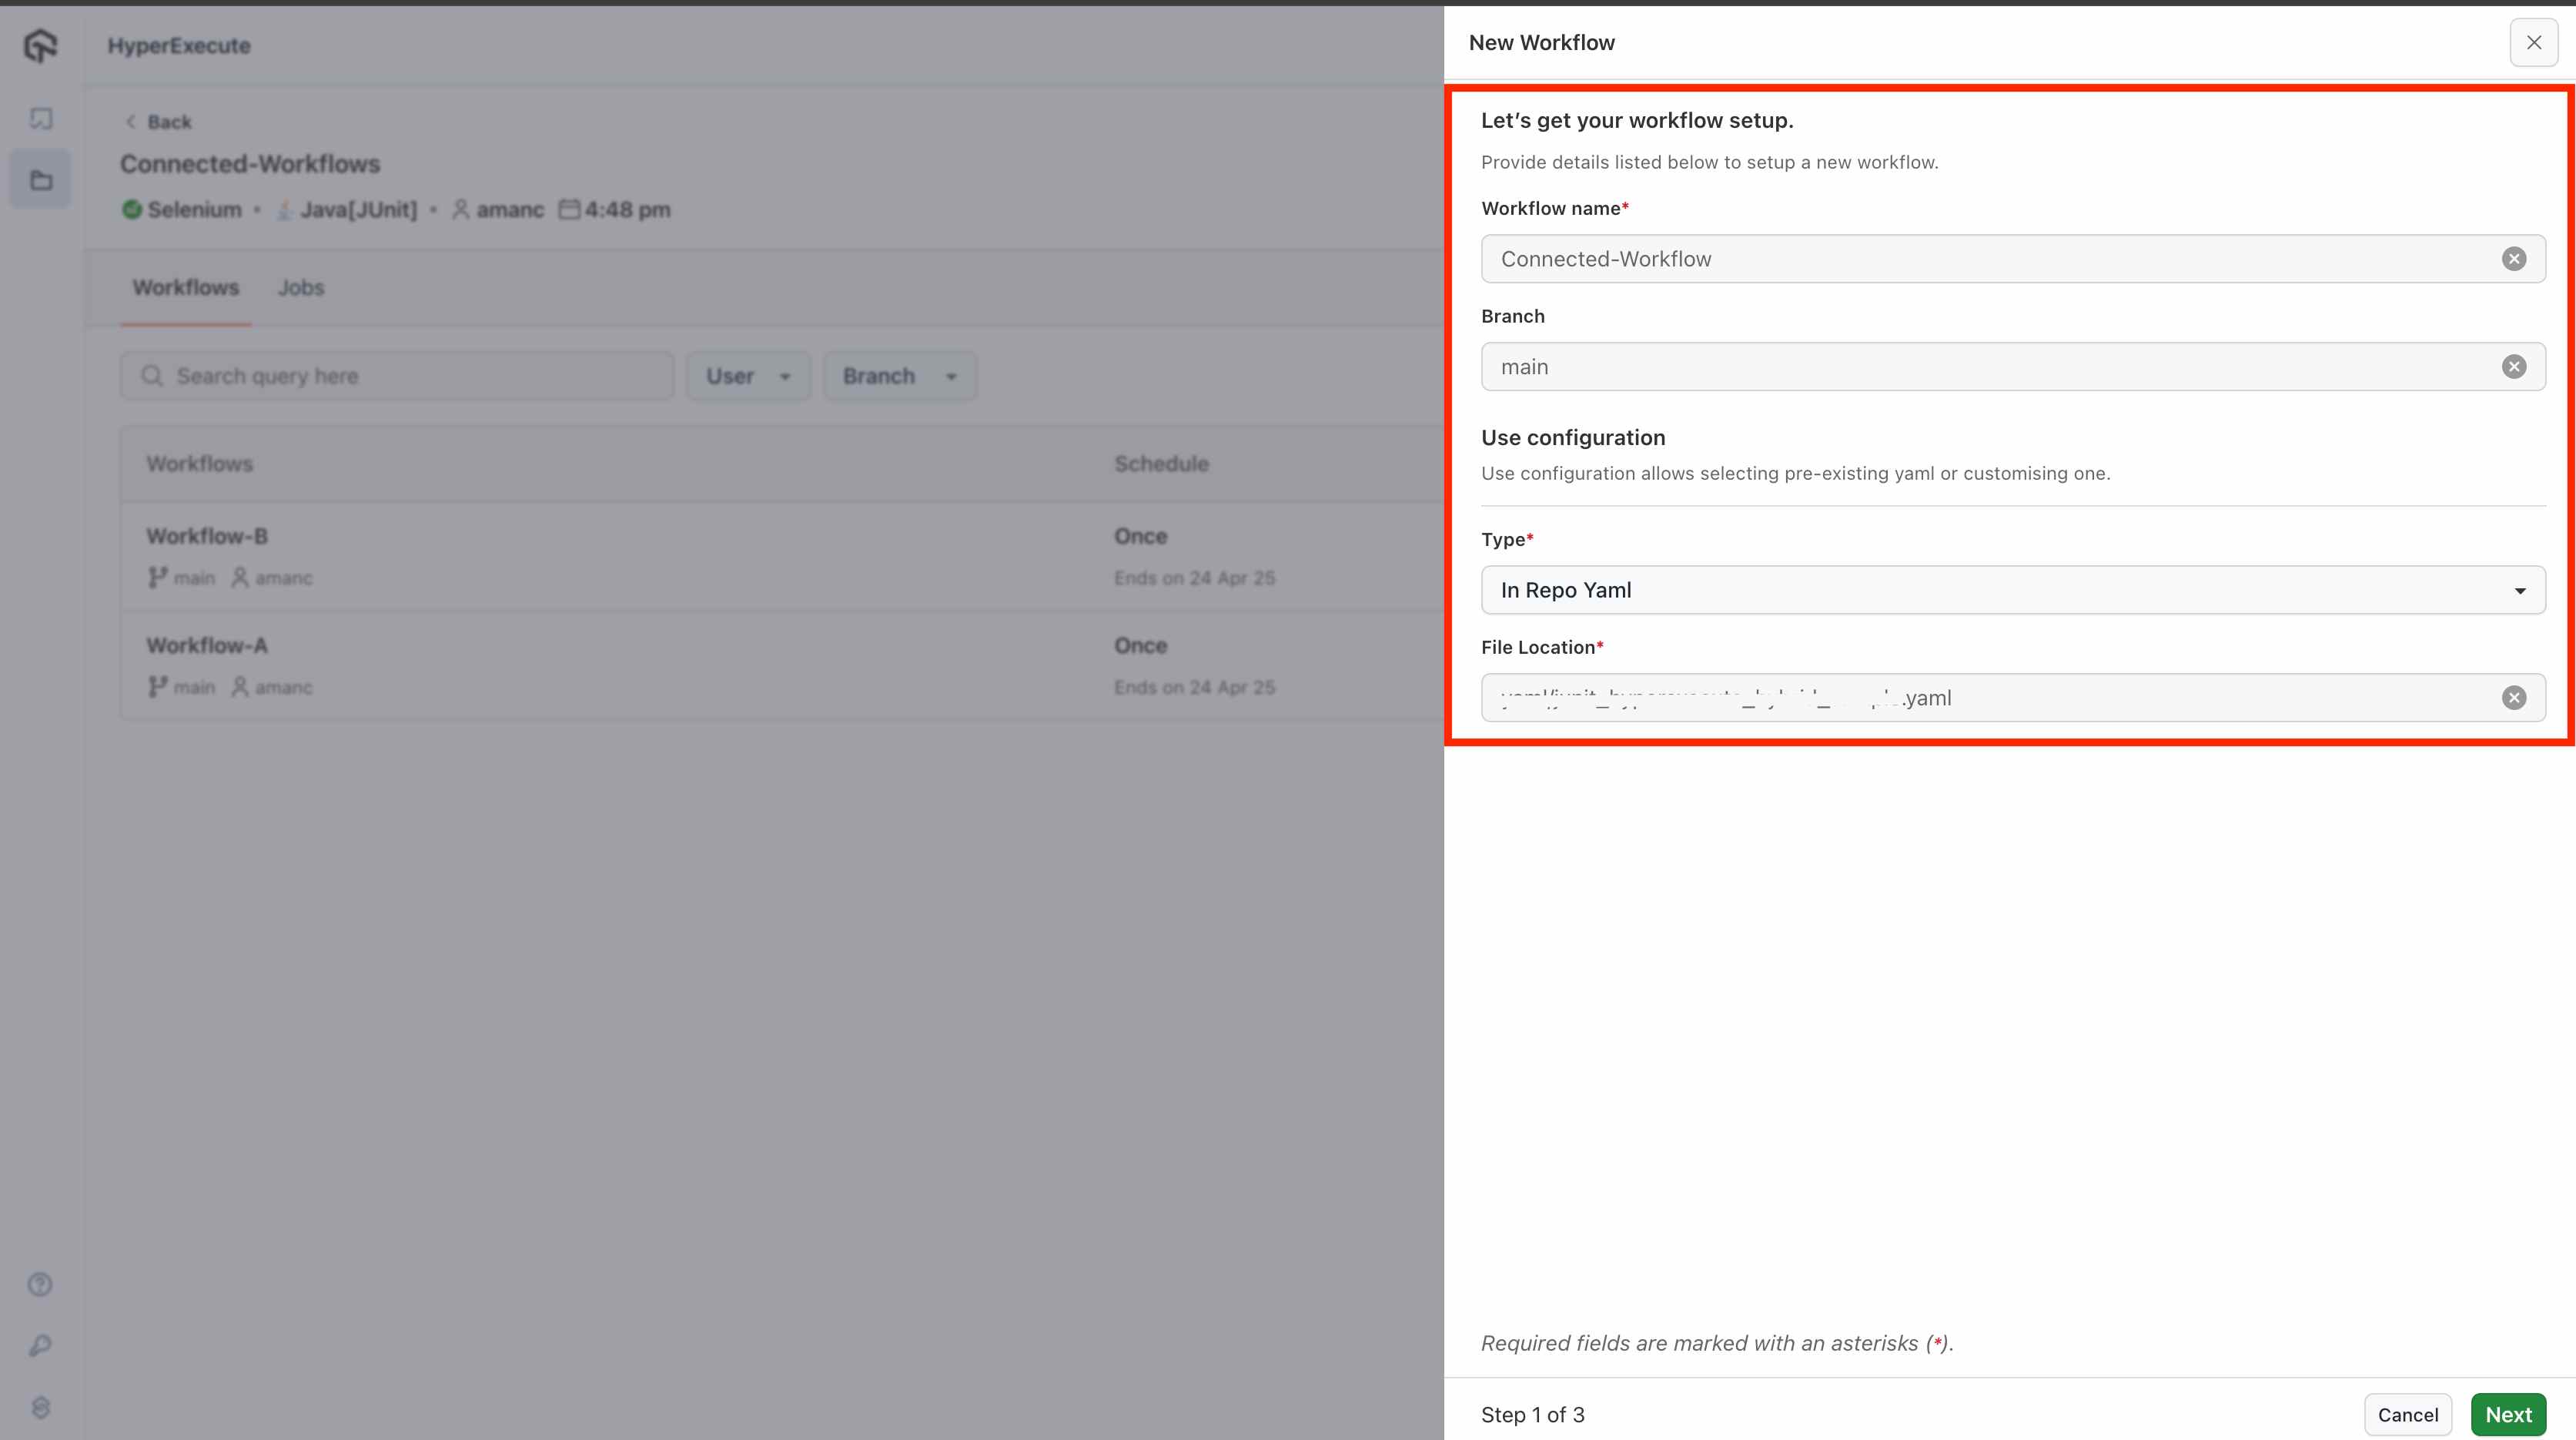 HyperExecute
Back
Connected-Workflows
Selenium • Java[JUnit] • amanc 4:48 pm
Workflows Jobs
Search query here User Branch
Workflows Schedule
Workflow-B Once
main amanc Ends on 24 Apr 25
Workflow-A Once
main amanc Ends on 24 Apr 25
New Workflow
Let’s get your workflow setup.
Provide details listed below to setup a new workflow.
Workflow name*
Connected-Workflow
Branch
main
Use configuration
Use configuration allows selecting pre-existing yaml or customising one.
Type*
In Repo Yaml
File Location*
.yaml
Required fields are marked with an asterisks (*).
Step 1 of 3 Cancel Next